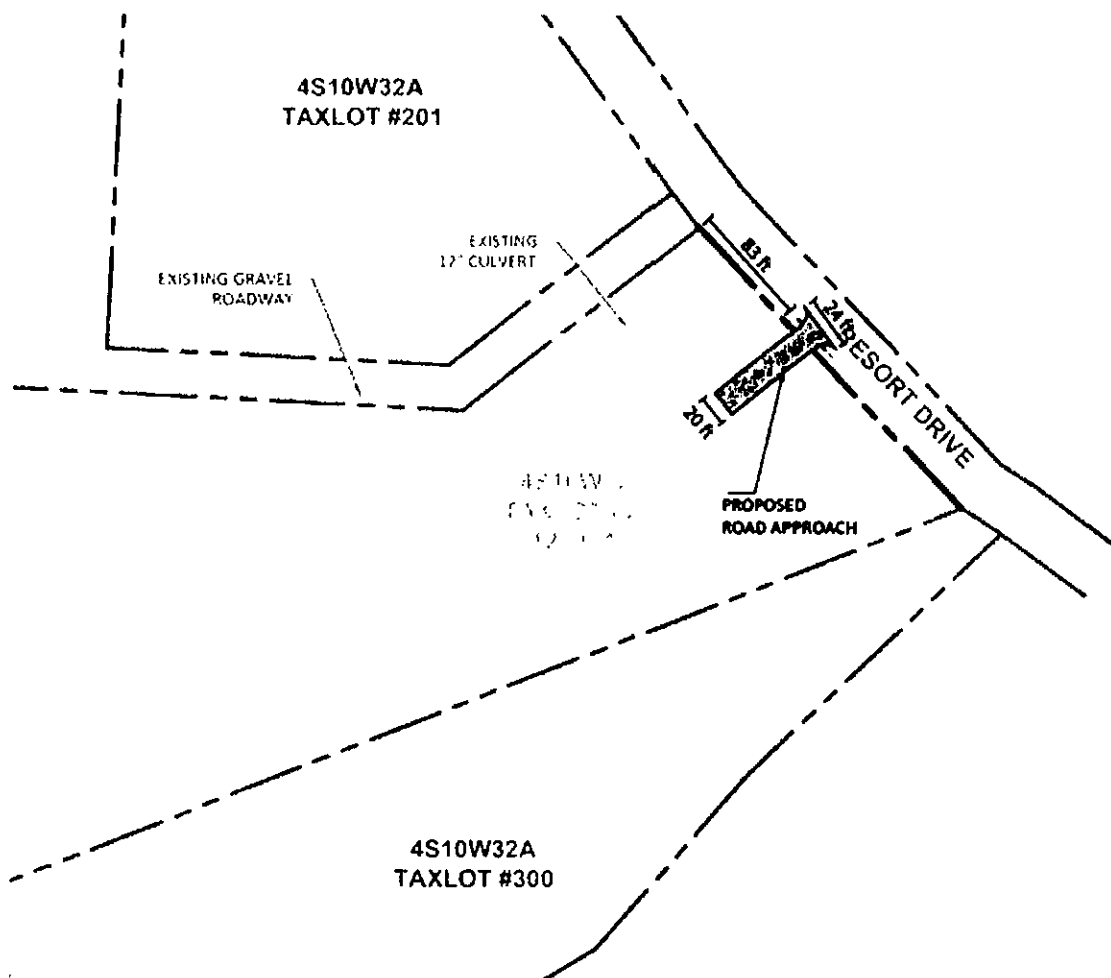 4S10W32A
TAXLOT #201
EXISTING
12" CULVERT
EXISTING GRAVEL
ROADWAY
83 ft
24 ft
RESORT DRIVE
20 ft
PROPOSED
ROAD APPROACH
4S10W32A
TAXLOT #300